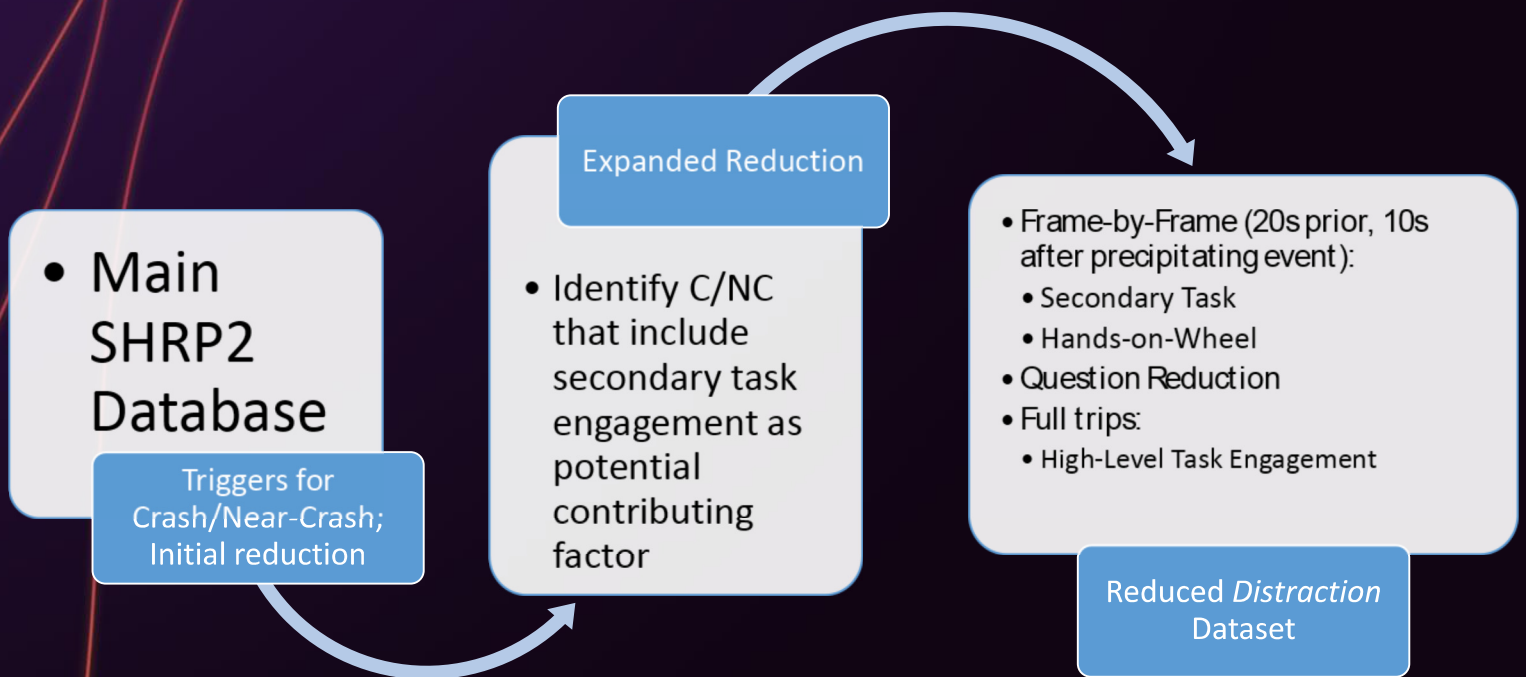 • Main
SHRP2
Database
Triggers for
Crash/Near-Crash;
Initial reduction
Expanded Reduction
• Identify C/NC
that include
secondary task
engagement as
potential
contributing
factor
• Frame-by-Frame (20s prior, 10s
after precipitating event):
• Secondary Task
• Hands-on-Wheel
• Question Reduction
• Full trips:
• High-Level Task Engagement
Reduced Distraction
Dataset